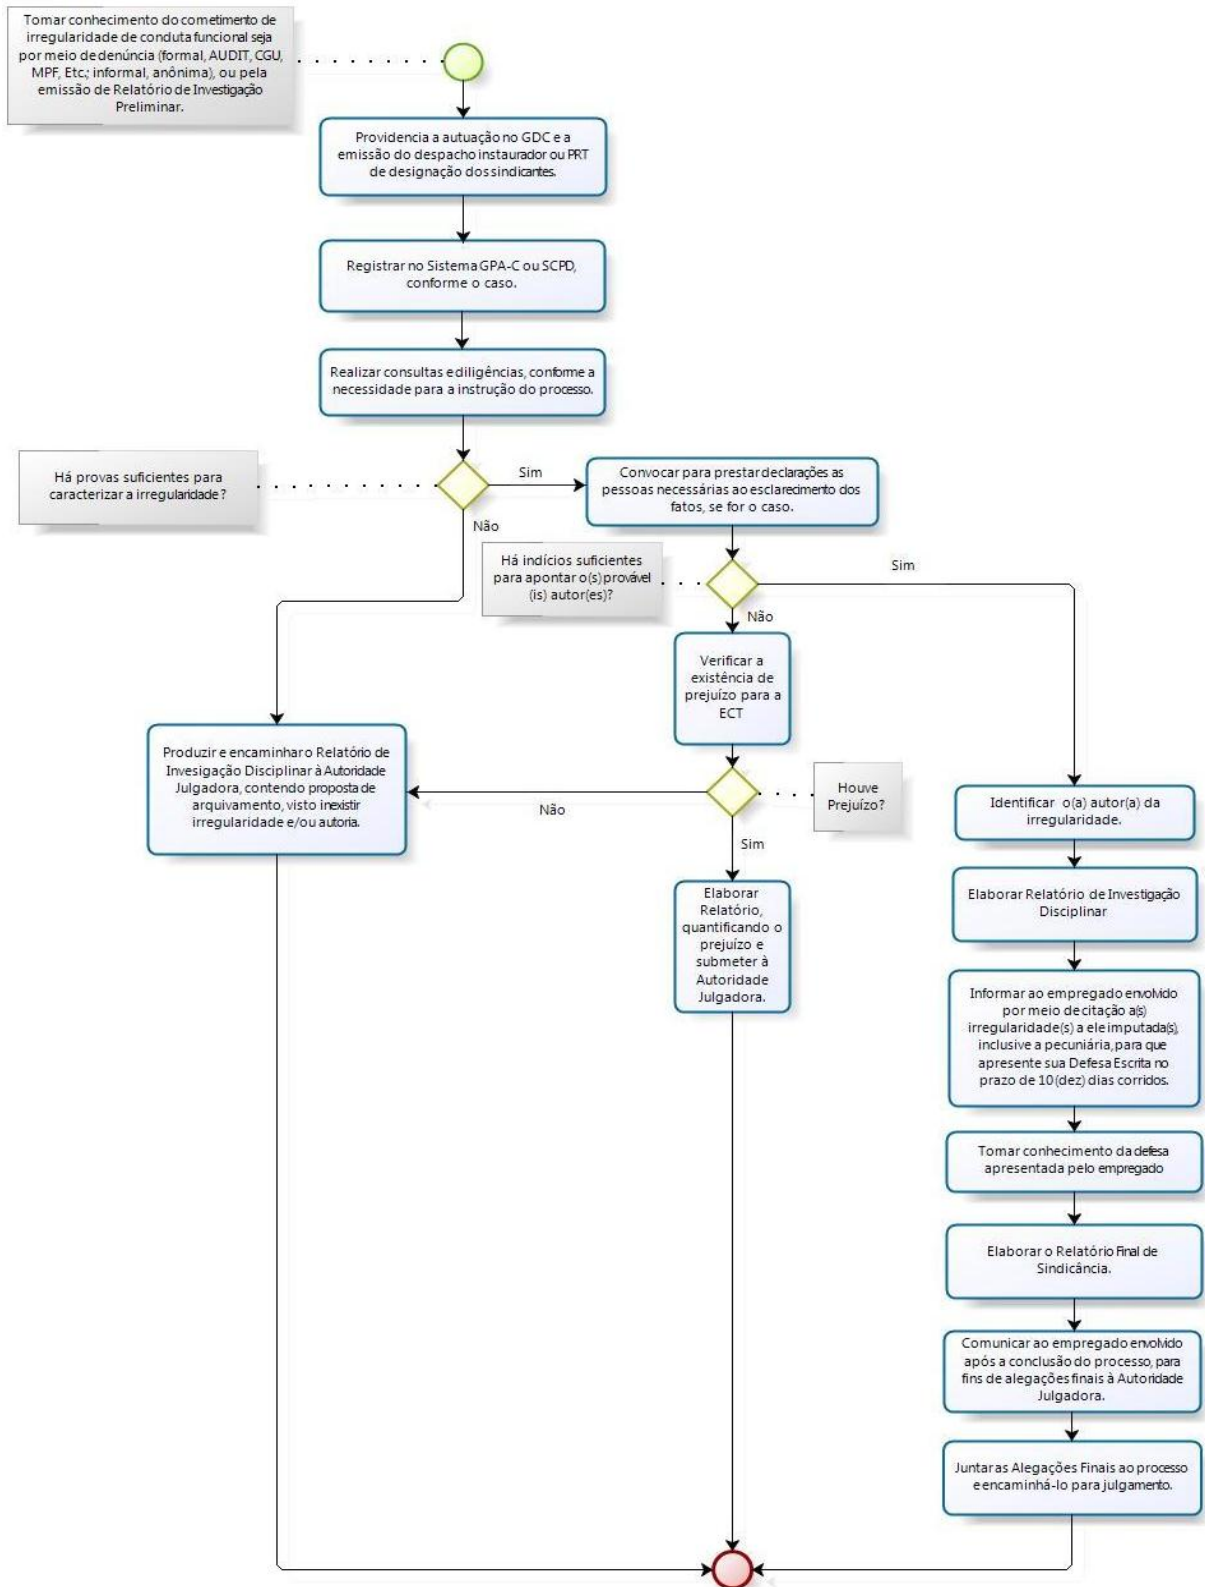 Tomar conhecimento do cometimento de
irregularidade de conduta funcional seja
por meio de denúncia (formal, AUDIT, CGU,
MPF, Etc.; informal, anônima), ou pela
emissão de Relatório de Investigação
Preliminar.
Providencia a autuação no GDC e a
emissão do despacho instaurador ou PRT
de designação dos sindicantes.
Registrar no Sistema GPA-C ou SCPD,
conforme o caso.
Realizar consultas e diligências, conforme a
necessidade para a instrução do processo.
Há provas suficientes para
caracterizar a irregularidade?
Sim
Não
Convocar para prestar declarações as
pessoas necessárias ao esclarecimento dos
fatos, se for o caso.
Há indícios suficientes
para apontar o(s) provável
(is) autor(es)?
Sim
Não
Verificar a
existência de
prejuízo para a
ECT
Produzir e encaminhar o Relatório de
Invesigação Disciplinar à Autoridade
Julgadora, contendo proposta de
arquivamento, visto inexistir
irregularidade e/ou autoria.
Houve
Prejuízo?
Não
Sim
Elaborar
Relatório,
quantificando o
prejuízo e
submeter à
Autoridade
Julgadora.
Identificar o(a) autor(a) da
irregularidade.
Elaborar Relatório de Investigação
Disciplinar
Informar ao empregado envolvido
por meio de citação a(s)
irregularidade(s) a ele imputada(s),
inclusive a pecuniária, para que
apresente sua Defesa Escrita no
prazo de 10 (dez) dias corridos.
Tomar conhecimento da defesa
apresentada pelo empregado
Elaborar o Relatório Final de
Sindicância.
Comunicar ao empregado envolvido
após a conclusão do processo, para
fins de alegações finais à Autoridade
Julgadora.
Juntar as Alegações Finais ao processo
e encaminhá-lo para julgamento.